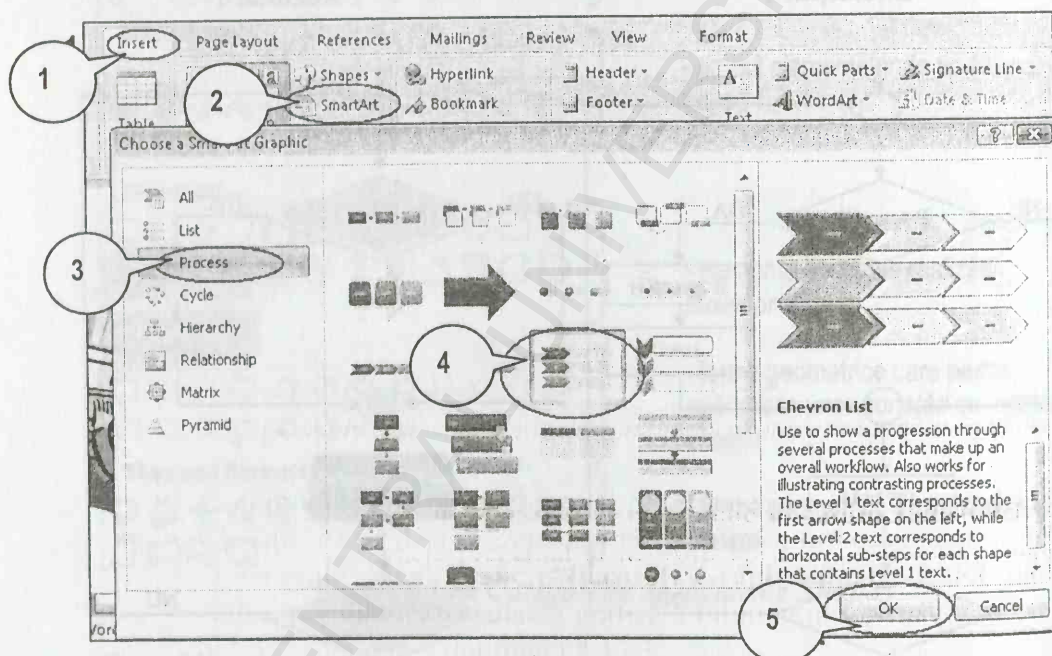 Insert Page Layout References Mailings Review View Format
1
2
Shapes Hyperlink Header A Quick Parts Signature Line
SmartArt Bookmark Footer WordArt Date & Time
Table Text
Choose a SmartArt Graphic
All
List
3
Process
Cycle
Hierarchy
4
Relationship
Matrix
Pyramid
Chevron List
Use to show a progression through
several processes that make up an
overall workflow. Also works for
illustrating contrasting processes.
The Level 1 text corresponds to the
first arrow shape on the left, while
the Level 2 text corresponds to
horizontal sub-steps for each shape
that contains Level 1 text.
5
OK Cancel